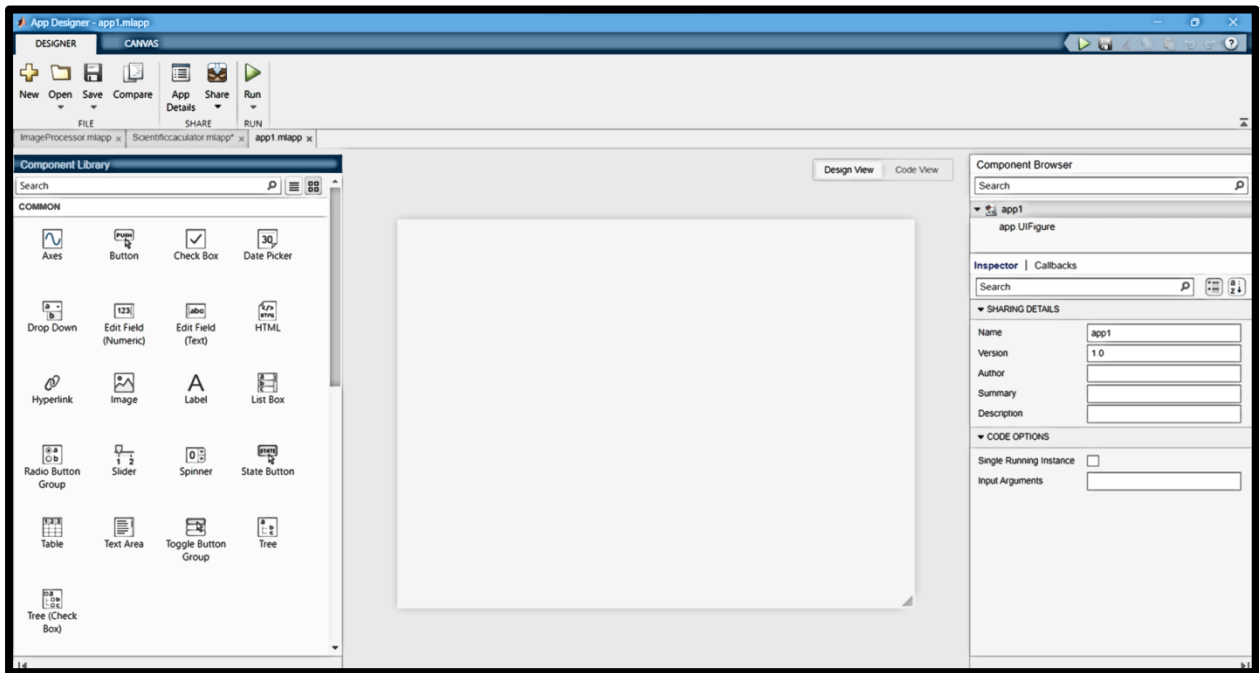 App Designer - app1.mlapp
DESIGNER CANVAS
New Open Save Compare App Details Share Run
FILE SHARE RUN
ImageProcessor.mlapp Scientificcaculator.mlapp* app1.mlapp
Component Library
Search
COMMON
Axes Button Check Box Date Picker
Drop Down Edit Field (Numeric) Edit Field (Text) HTML
Hyperlink Image Label List Box
Radio Button Group Slider Spinner State Button
Table Text Area Toggle Button Group Tree
Tree (Check Box)
Design View Code View
Component Browser
Search
app1
app.UIFigure
Inspector | Callbacks
Search
SHARING DETAILS
Name app1
Version 1.0
Author
Summary
Description
CODE OPTIONS
Single Running Instance
Input Arguments